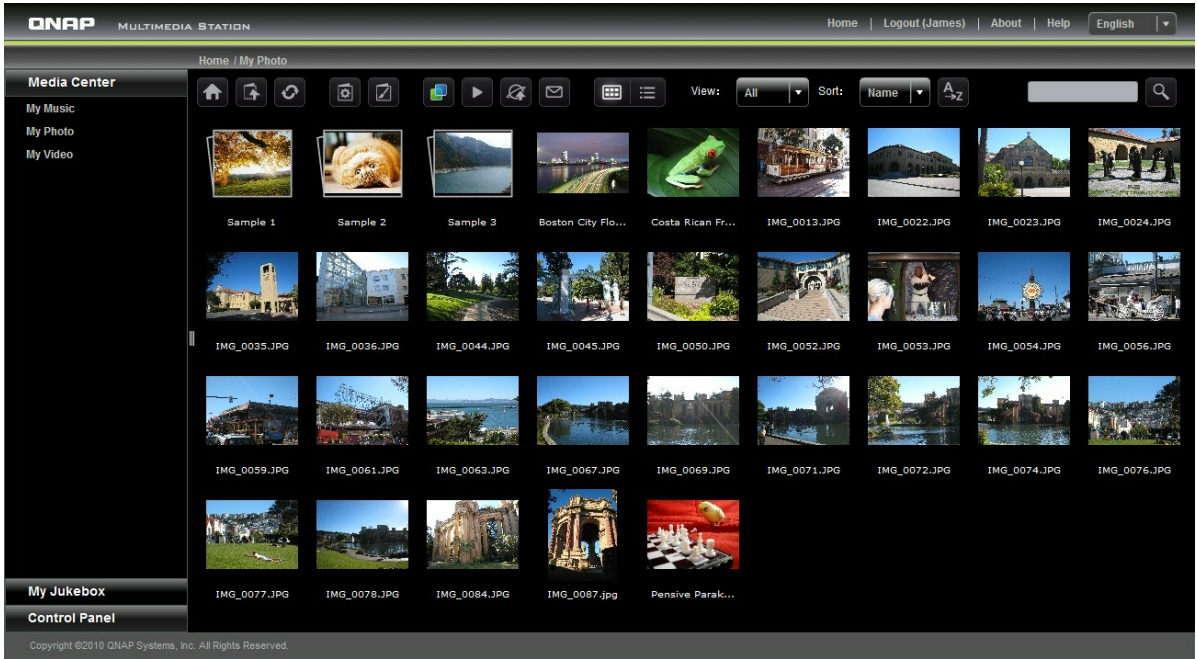 QNAP MULTIMEDIA STATION
Home | Logout (James) | About | Help English
Home / My Photo
Media Center
My Music
My Photo
My Video
View: All Sort: Name A Z
Sample 1 Sample 2 Sample 3 Boston City Flo... Costa Rican Fr... IMG_0013.JPG IMG_0022.JPG IMG_0023.JPG IMG_0024.JPG
IMG_0035.JPG IMG_0036.JPG IMG_0044.JPG IMG_0045.JPG IMG_0050.JPG IMG_0052.JPG IMG_0053.JPG IMG_0054.JPG IMG_0056.JPG
IMG_0059.JPG IMG_0061.JPG IMG_0063.JPG IMG_0067.JPG IMG_0069.JPG IMG_0071.JPG IMG_0072.JPG IMG_0074.JPG IMG_0076.JPG
IMG_0077.JPG IMG_0078.JPG IMG_0084.JPG IMG_0087.jpg Pensive Parak...
My Jukebox
Control Panel
Copyright ©2010 QNAP Systems, Inc. All Rights Reserved.